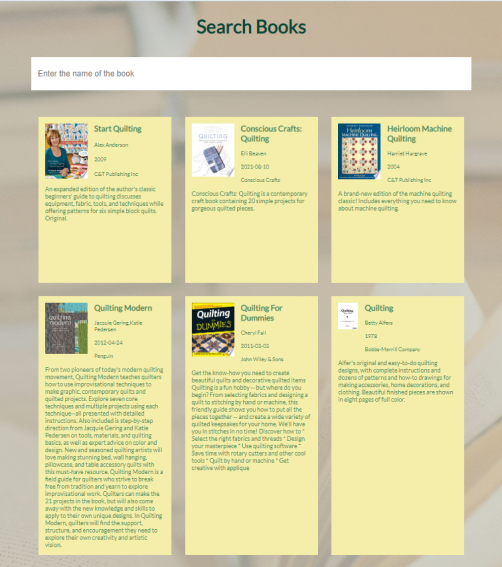 Search Books
Enter the name of the book
Start Quilting
Alex Anderson
2009
C&T Publishing Inc
An expanded edition of the author's classic
beginners' guide to quilting discusses
equipment, fabric, tools, and techniques while
offering patterns for six simple block quilts.
Original.
QUILTING
Conscious Crafts:
Quilting
Elli Beaven
2021-08-10
Conscious Crafts
Conscious Crafts: Quilting is a contemporary
craft book containing 20 simple projects for
gorgeous quilted pieces.
Heirloom
MACHINE QUILTING
Heirloom Machine
Quilting
Harriet Hargrave
2004
C&T Publishing Inc
A brand-new edition of the machine quilting
classic! Includes everything you need to know
about machine quilting.
quilting
modern
Quilting Modern
Jacquie Gering,Katie
Pedersen
2012-04-24
Penguin
From two pioneers of today's modern quilting
movement, Quilting Modern teaches quilters
how to use improvisational techniques to
make graphic, contemporary quilts and
quilted projects. Explore seven core
techniques and multiple projects using each
technique--all presented with detailed
instructions. Also included is step-by-step
direction from Jacquie Gering and Katie
Pedersen on tools, materials, and quilting
basics, as well as expert advice on color and
design. New and seasoned quilting artists will
love making stunning bed, wall hanging,
pillowcase, and table accessory quilts with
this must-have resource. Quilting Modern is a
field guide for quilters who strive to break
free from tradition and yearn to explore
improvisational work. Quilters can make the
21 projects in the book, but will also come
away with the new knowledge and skills to
apply to their own unique designs. In Quilting
Modern, quilters will find the support,
structure, and encouragement they need to
explore their own creativity and artistic
vision.
Quilting
FOR
DUMMIES
Quilting For
Dummies
Cheryl Fall
2011-03-03
John Wiley & Sons
Get the know-how you need to create
beautiful quilts and decorative quilted items
Quilting is a fun hobby -- but where do you
begin? From selecting fabrics and designing a
quilt to stitching by hand or machine, this
friendly guide shows you how to put all the
pieces together -- and create a wide variety of
quilted keepsakes for your home. We'll have
you in stitches in no time! Discover how to *
Select the right fabrics and threads * Design
your masterpiece * Use quilting software *
Save time with rotary cutters and other cool
tools * Quilt by hand or machine * Get
creative with appliqué
Quilting
Betty Alfers
1978
Bobbs-Merrill Company
Alfer's original and easy-to-do quilting
designs, with complete instructions and
dozens of patterns and how-to drawings for
making accessories, home decorations, and
clothing. Beautiful finished pieces are shown
in eight pages of full color.